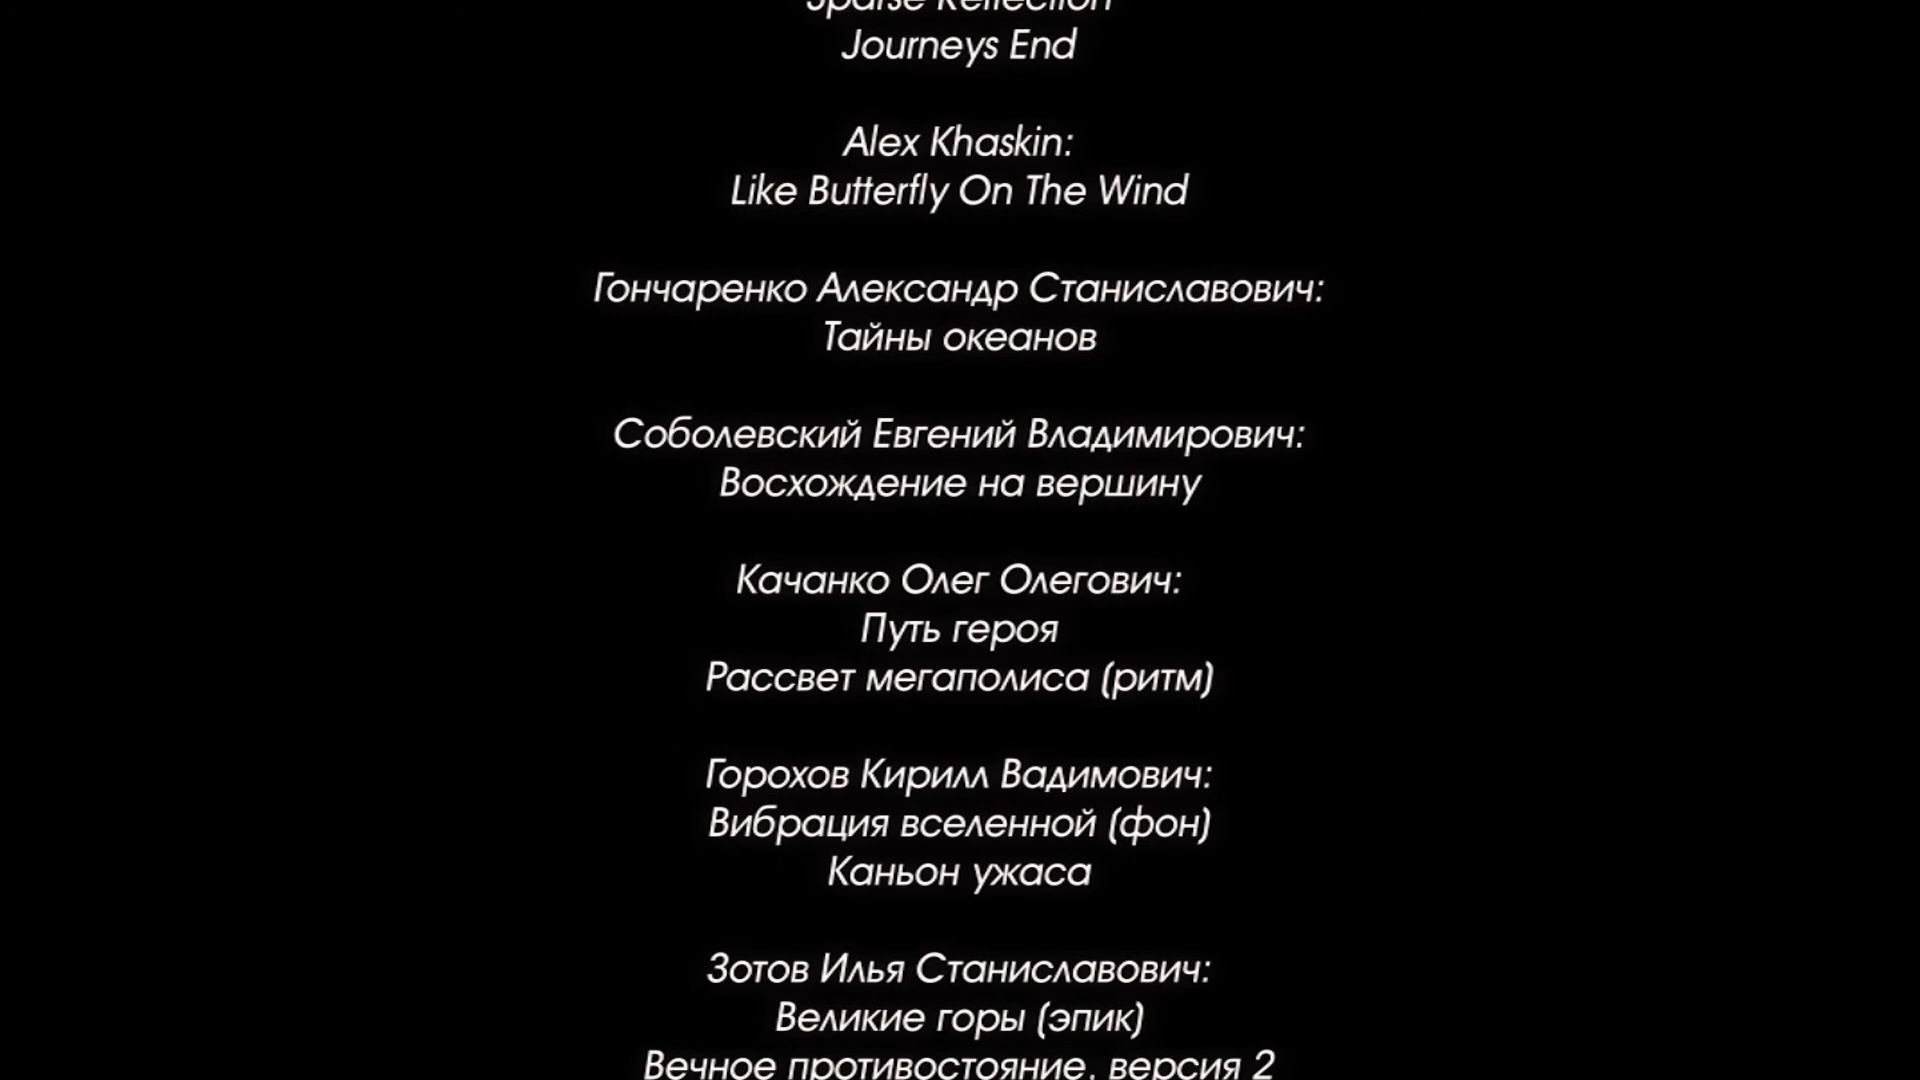 Sparse Reflection
Journeys End
Alex Khaskin:
Like Butterfly On The Wind
Гончаренко Александр Станиславович:
Тайны океанов
Соболевский Евгений Владимирович:
Восхождение на вершину
Качанко Олег Олегович:
Путь героя
Рассвет мегаполиса (ритм)
Горохов Кирилл Вадимович:
Вибрация вселенной (фон)
Каньон ужаса
Зотов Илья Станиславович:
Великие горы (эпик)
Вечное противостояние, версия 2